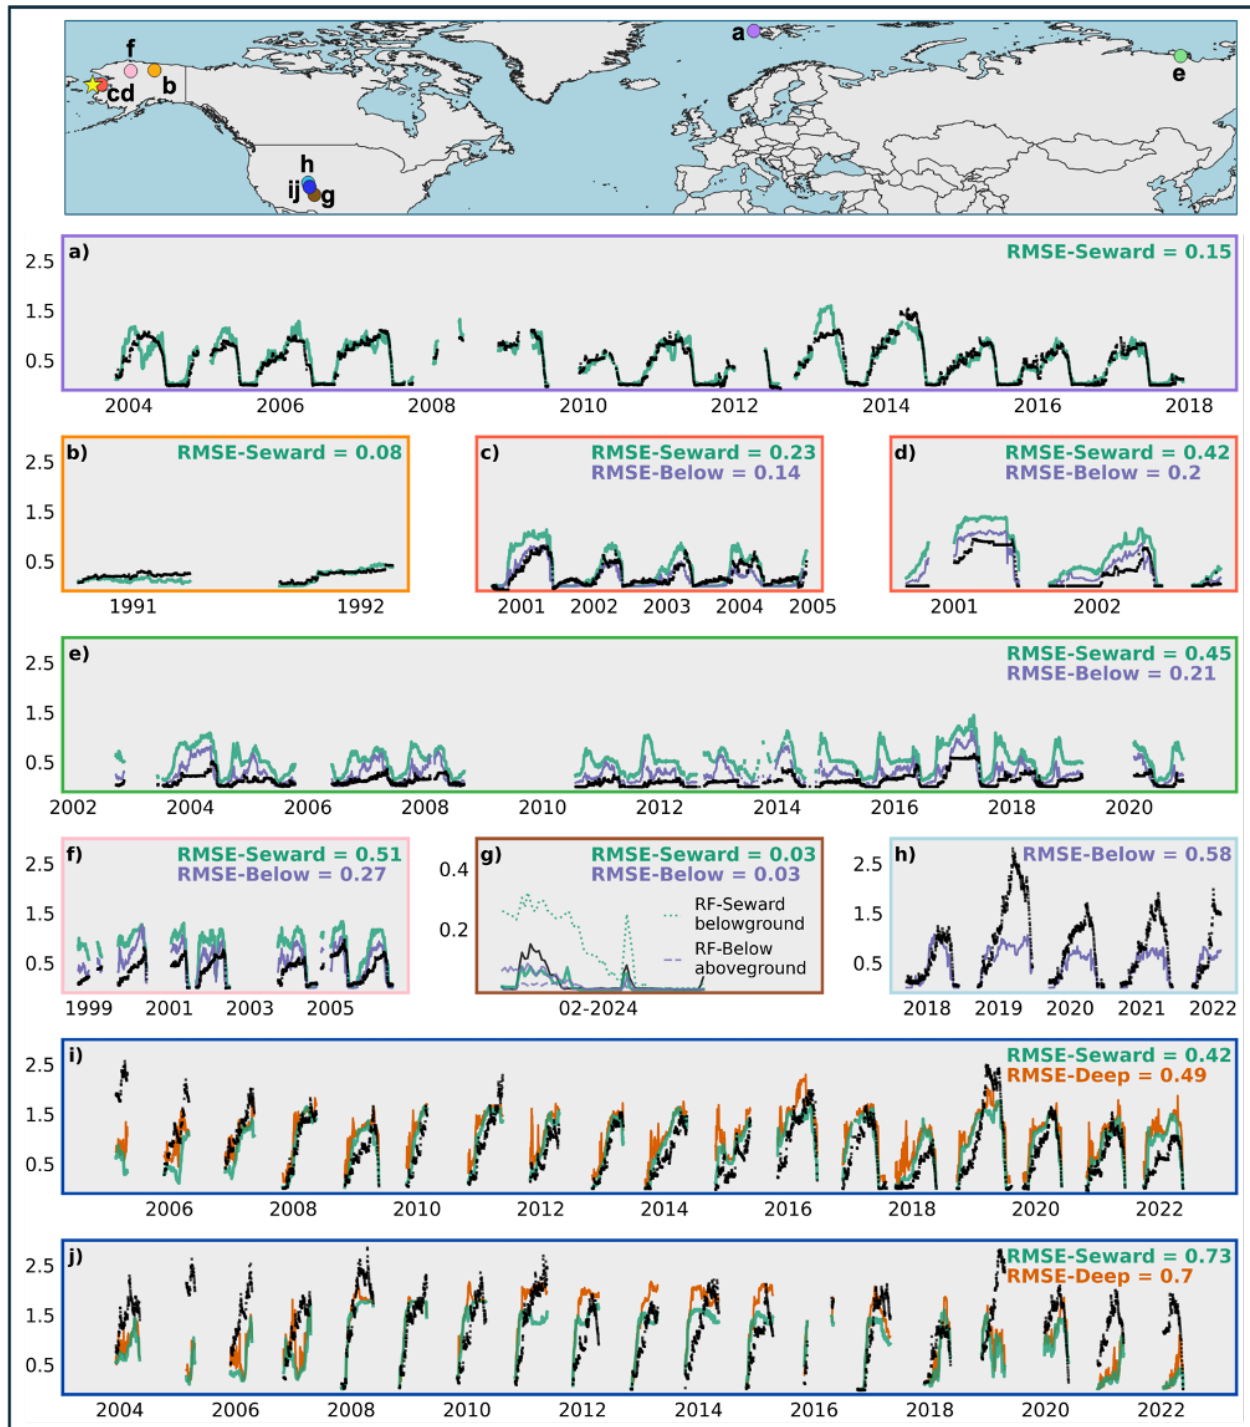 a
f
b
cd
e
h
ij
g
a)
RMSE-Seward = 0.15
2.5
1.5
0.5
2004 2006 2008 2010 2012 2014 2016 2018
b)
RMSE-Seward = 0.08
c)
RMSE-Seward = 0.23
RMSE-Below = 0.14
d)
RMSE-Seward = 0.42
RMSE-Below = 0.2
2.5
1.5
0.5
1991 1992
2001 2002 2003 2004 2005
2001 2002
e)
RMSE-Seward = 0.45
RMSE-Below = 0.21
2.5
1.5
0.5
2002 2004 2006 2008 2010 2012 2014 2016 2018 2020
f)
RMSE-Seward = 0.51
RMSE-Below = 0.27
2.5
1.5
0.5
1999 2001 2003 2005
g)
RMSE-Seward = 0.03
RMSE-Below = 0.03
0.4
0.2
RF-Seward
belowground
RF-Below
aboveground
02-2024
h)
RMSE-Below = 0.58
2.5
1.5
0.5
2018 2019 2020 2021 2022
i)
RMSE-Seward = 0.42
RMSE-Deep = 0.49
2.5
1.5
0.5
2006 2008 2010 2012 2014 2016 2018 2020 2022
j)
RMSE-Seward = 0.73
RMSE-Deep = 0.7
2.5
1.5
0.5
2004 2006 2008 2010 2012 2014 2016 2018 2020 2022